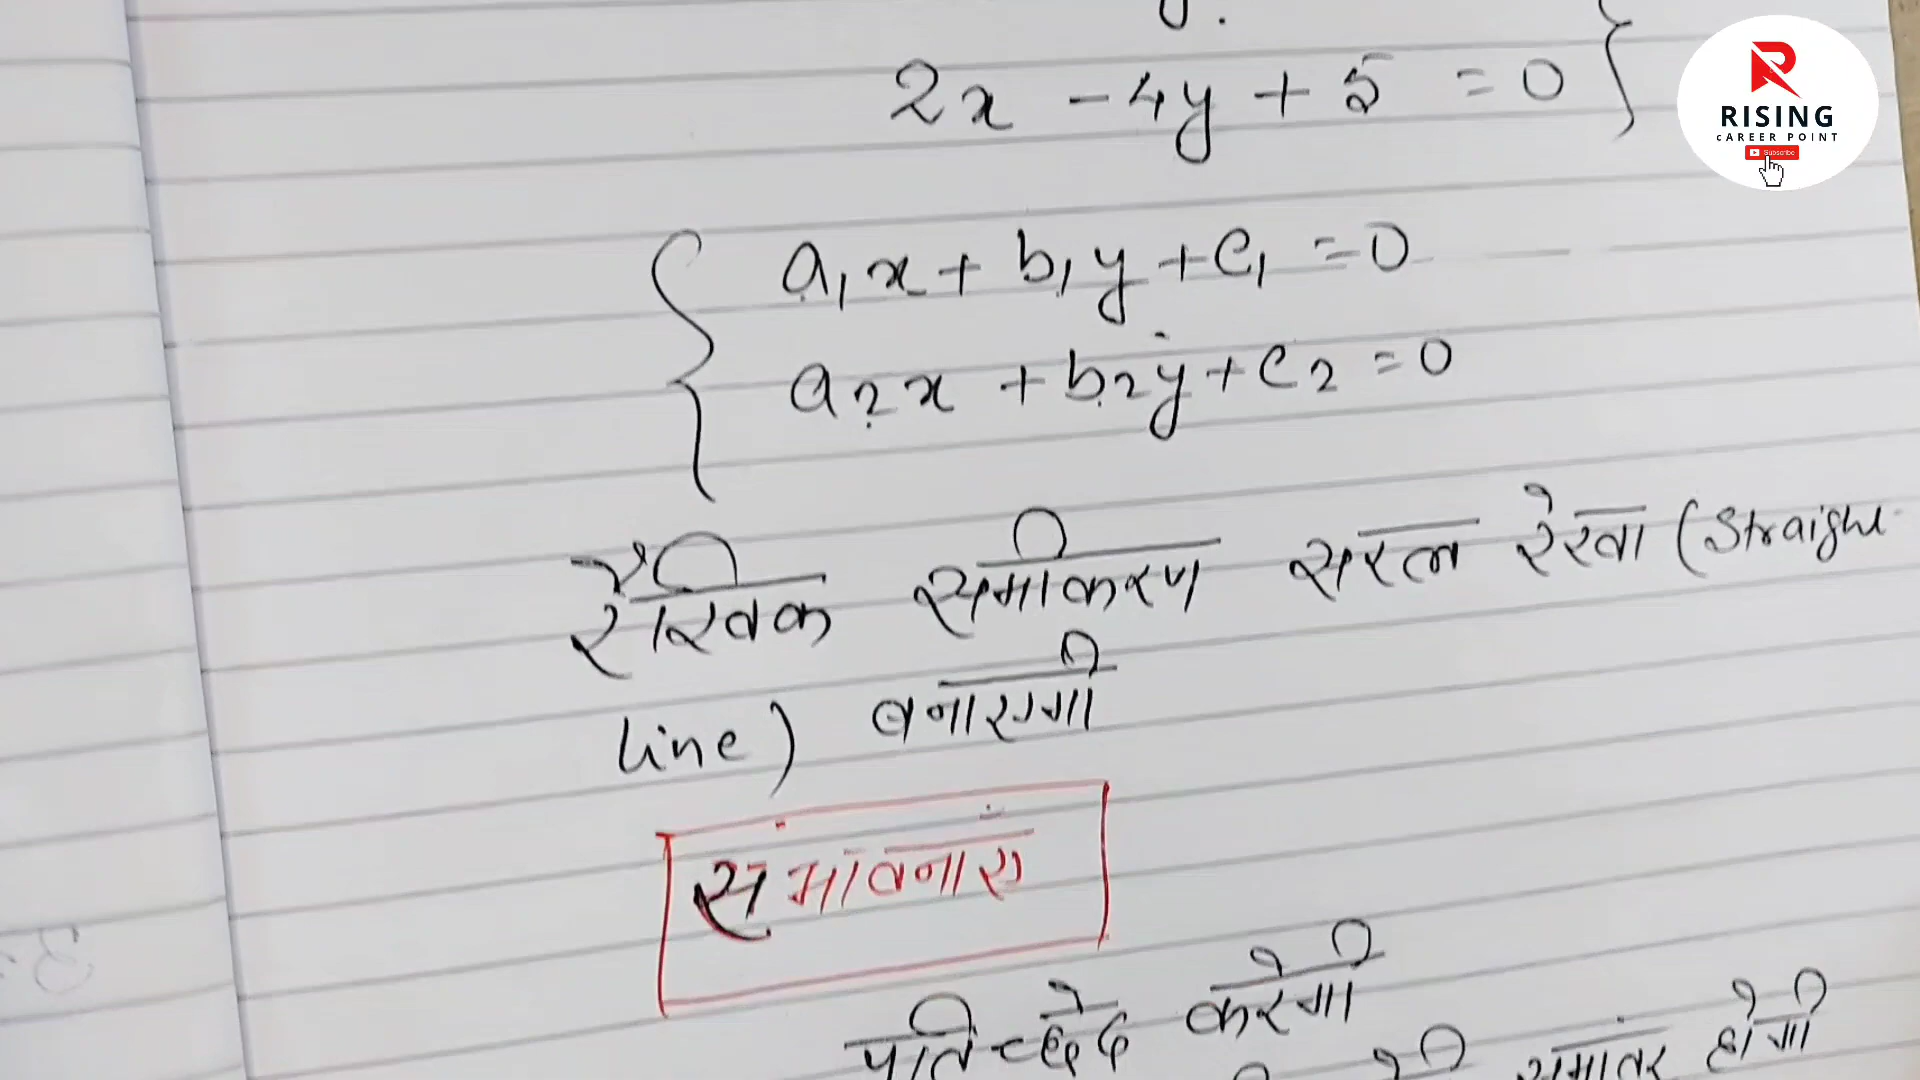 2x - 4y + 5 = 0 }
RISING
CAREER POINT
Subscribe
{ a₁x + b₁y + c₁ = 0
a₂x + b₂y + c₂ = 0
रैखिक समीकरण सरल रेखा (Straight
line) बनाएगी
संभावनाएं
प्रतिच्छेद करेगी
समांतर होगी